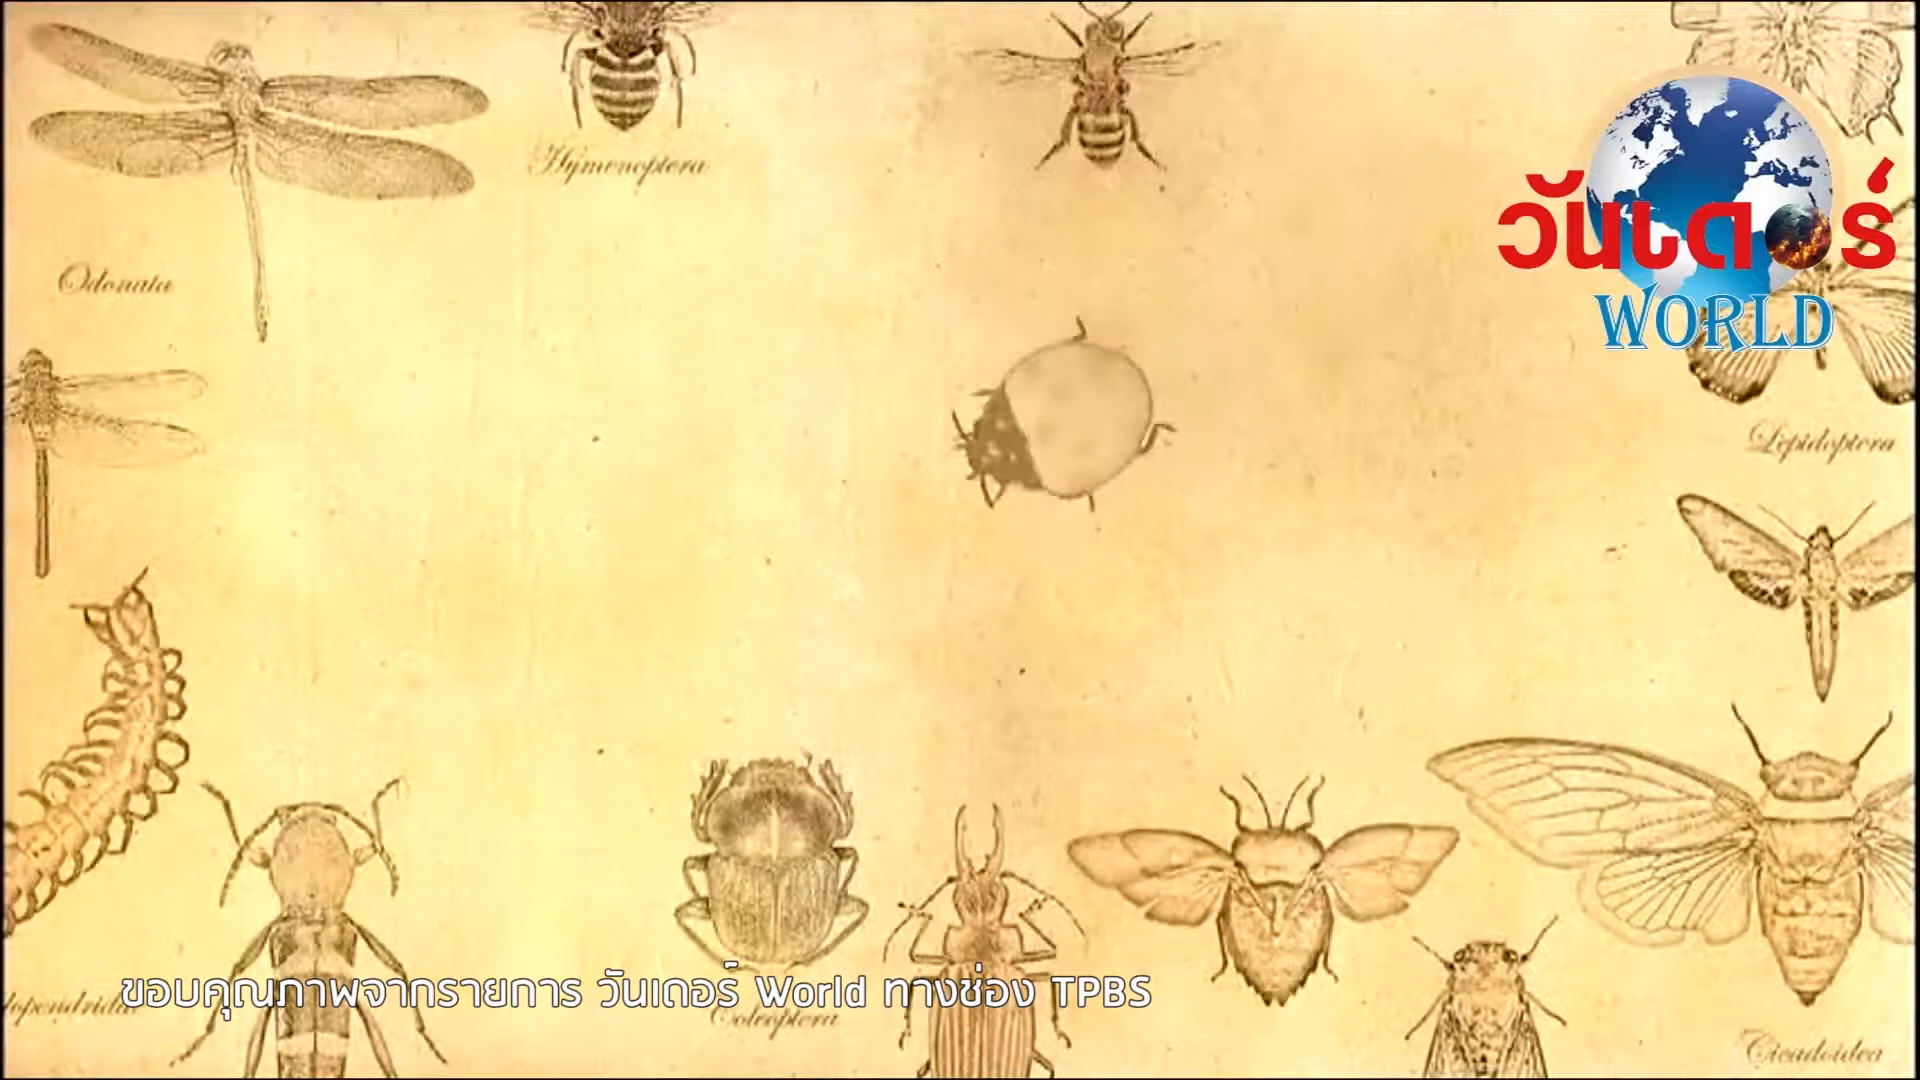 Hymenoptera
วันเดอร์
WORLD
Odonata
Lepidoptera
ขอบคุณภาพจากรายการ วันเดอร์ World ทางช่อง TPBS
Coleoptera
Cicadoidea